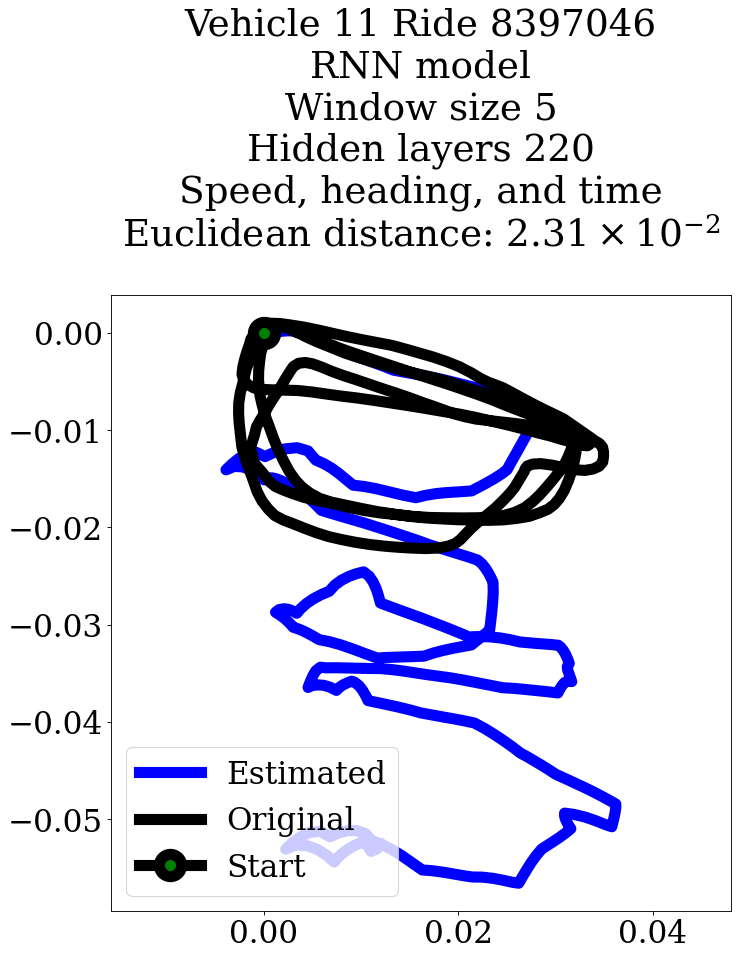 Vehicle 11 Ride 8397046
RNN model
Window size 5
Hidden layers 220
Speed, heading, and time
Euclidean distance: 2.31 × 10⁻²
0.00
−0.01
−0.02
−0.03
−0.04
−0.05
Estimated
Original
Start
0.00 0.02 0.04